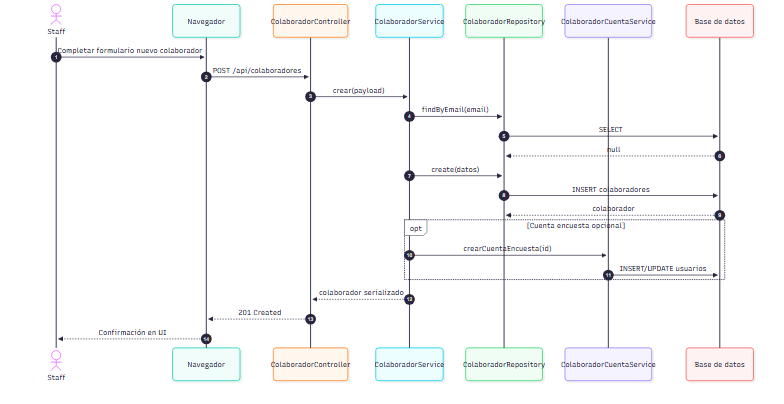 Staff
Navegador
ColaboradorController
ColaboradorService
ColaboradorRepository
ColaboradorCuentaService
Base de datos
1 Completar formulario nuevo colaborador
2 POST /api/colaboradores
3 crear(payload)
4 findByEmail(email)
5 SELECT
null 6
7 create(datos)
8 INSERT colaboradores
colaborador 9
opt [Cuenta encuesta opcional]
10 crearCuentaEncuesta(id)
11 INSERT/UPDATE usuarios
colaborador serializado 12
201 Created 13
Confirmación en UI 14
Staff
Navegador
ColaboradorController
ColaboradorService
ColaboradorRepository
ColaboradorCuentaService
Base de datos